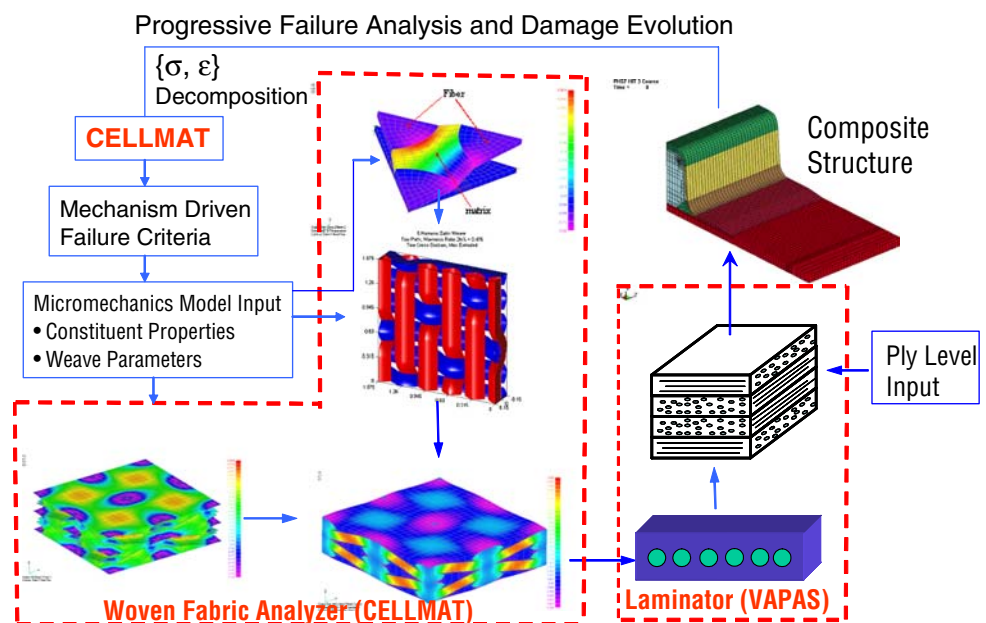 Progressive Failure Analysis and Damage Evolution
{σ, ε}
Decomposition
CELLMAT
Mechanism Driven
Failure Criteria
Micromechanics Model Input
• Constituent Properties
• Weave Parameters
Fiber
matrix
Composite
Structure
Ply Level
Input
Woven Fabric Analyzer (CELLMAT)
Laminator (VAPAS)